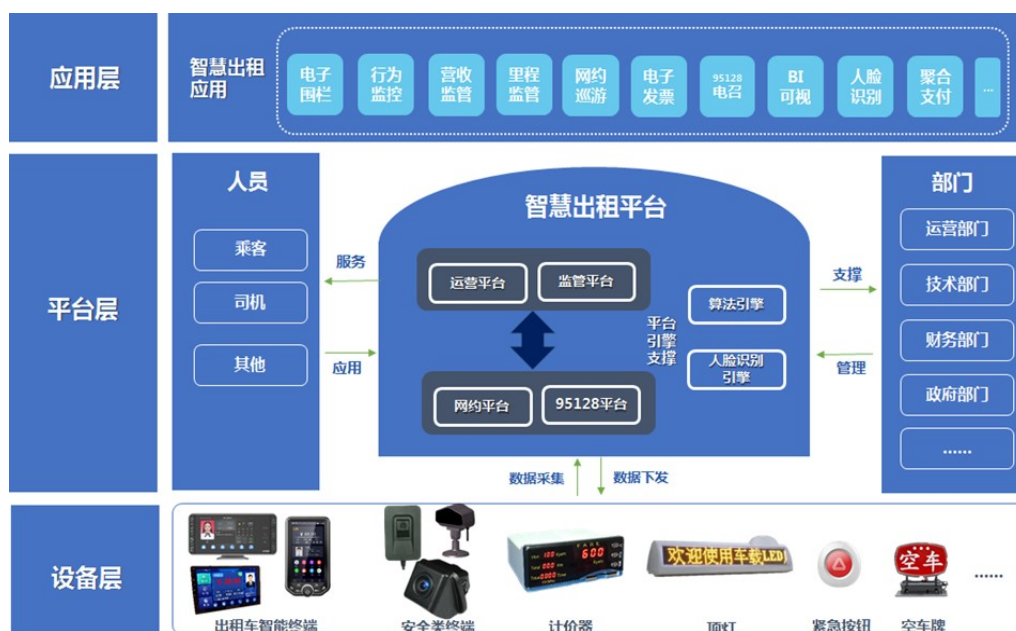 应用层
智慧出租
应用
电子
围栏
行为
监控
营收
监管
里程
监管
网约
巡游
电子
发票
95128
电召
BI
可视
人脸
识别
聚合
支付
...
平台层
人员
乘客
司机
其他
服务
应用
智慧出租平台
运营平台
监管平台
网约平台
95128平台
平台
引擎
支撑
算法引擎
人脸识别
引擎
支撑
管理
部门
运营部门
技术部门
财务部门
政府部门
......
数据采集
数据下发
设备层
600
欢迎使用车载LED
空车
......
出租车智能终端
安全类终端
计价器
顶灯
紧急按钮
空车牌